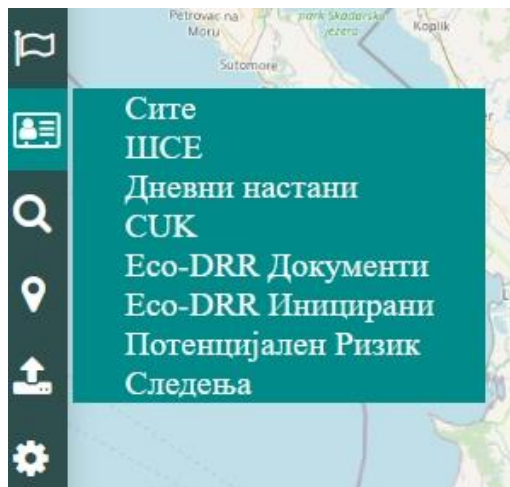 Petrovac na
Moru
park Skadarsko
jezero
Koplik
Sutomore
Сите
ШСЕ
Дневни настани
CUK
Eco-DRR Документи
Eco-DRR Иницирани
Потенцијален Ризик
Следења